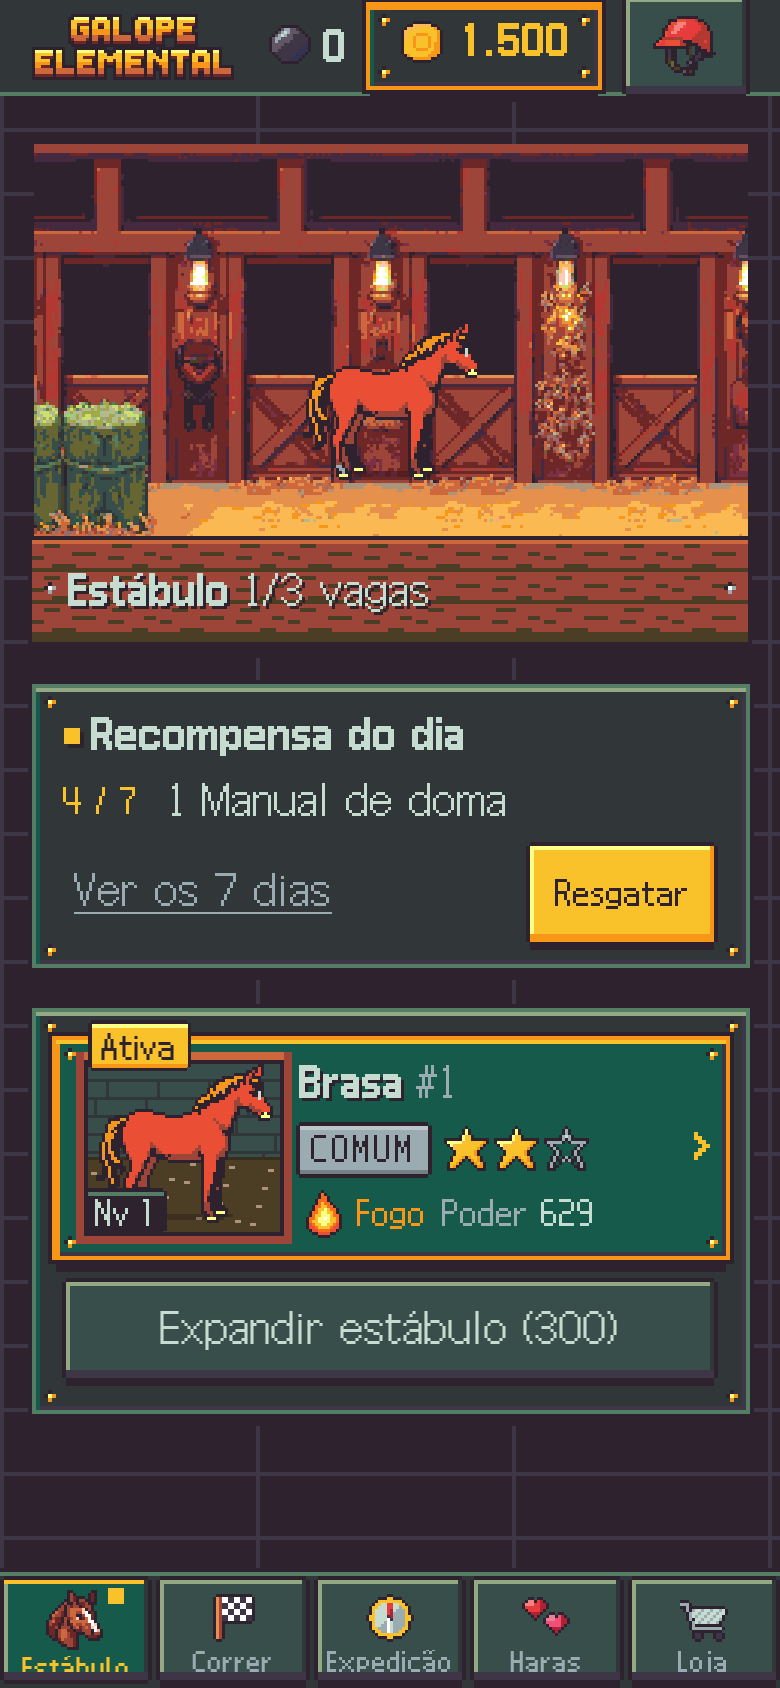 GALOPE
ELEMENTAL
0
1.500
Estábulo 1/3 vagas
Recompensa do dia
4/7 1 Manual de doma
Ver os 7 dias
Resgatar
Ativa
Brasa #1
COMUM
Nv 1
Fogo Poder 629
Expandir estábulo (300)
Estábulo
Correr
Expedição
Haras
Loja